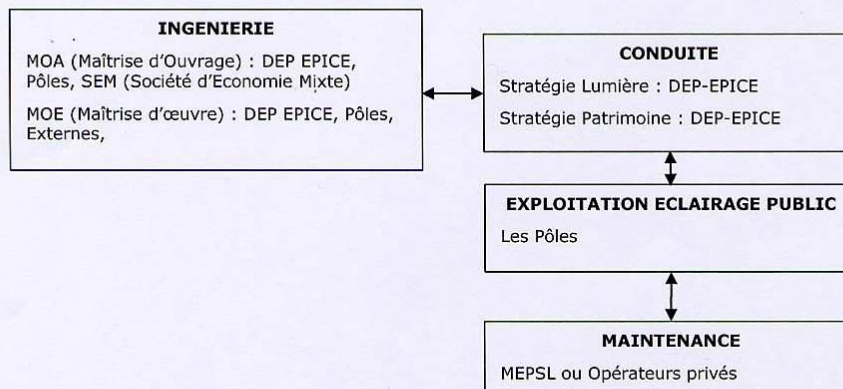 INGENIERIE
MOA (Maîtrise d'Ouvrage) : DEP EPICE,
Pôles, SEM (Société d'Economie Mixte)
MOE (Maîtrise d'œuvre) : DEP EPICE, Pôles,
Externes,
CONDUITE
Stratégie Lumière : DEP-EPICE
Stratégie Patrimoine : DEP-EPICE
EXPLOITATION ECLAIRAGE PUBLIC
Les Pôles
MAINTENANCE
MEPSL ou Opérateurs privés